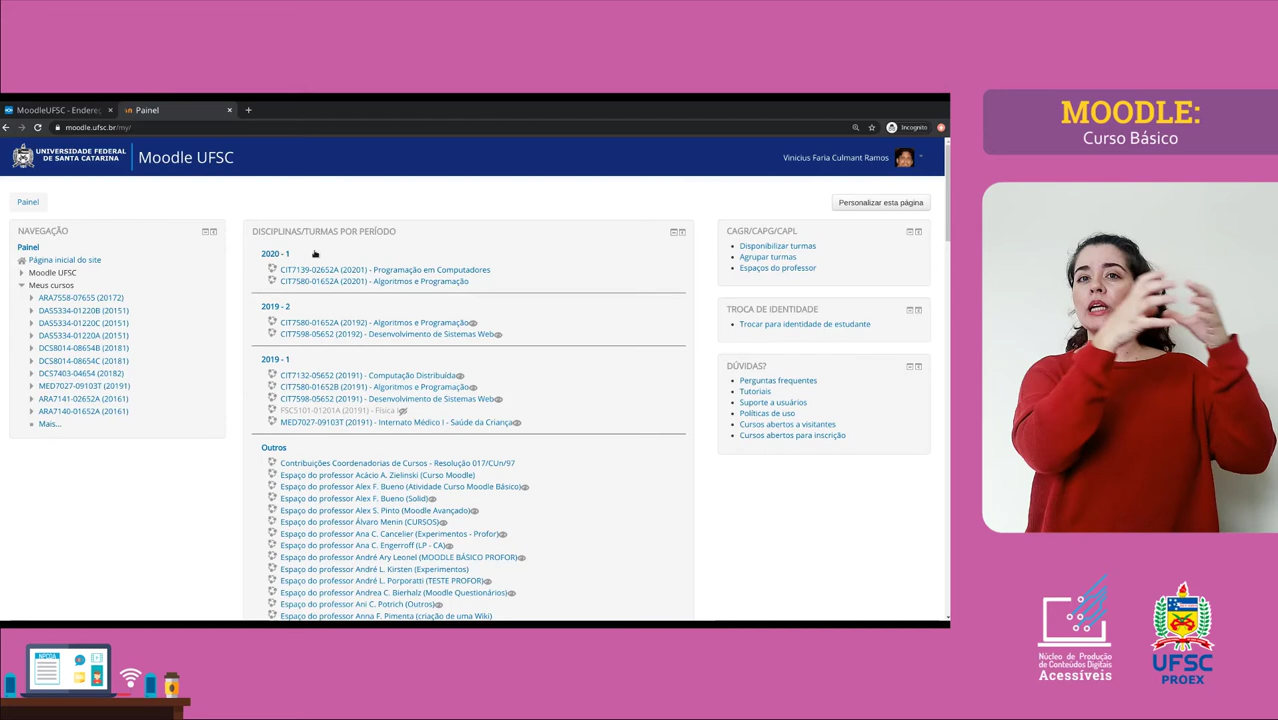 MoodleUFSC - Endere
Painel
moodle.ufsc.br/my/
Incognito
UNIVERSIDADE FEDERAL
DE SANTA CATARINA
Moodle UFSC
Vinicius Faria Culmant Ramos
Painel
Personalizar esta página
NAVEGAÇÃO
Painel
Página inicial do site
Moodle UFSC
Meus cursos
ARA7558-07655 (20172)
DAS5334-01220B (20151)
DAS5334-01220C (20151)
DAS5334-01220A (20151)
DCS8014-08654B (20181)
DCS8014-08654C (20181)
DCS7403-04654 (20182)
MED7027-09103T (20191)
ARA7141-02652A (20161)
ARA7140-01652A (20161)
Mais...
DISCIPLINAS/TURMAS POR PERÍODO
2020 - 1
CIT7139-02652A (20201) - Programação em Computadores
CIT7580-01652A (20201) - Algoritmos e Programação
2019 - 2
CIT7580-01652A (20192) - Algoritmos e Programação
CIT7598-05652 (20192) - Desenvolvimento de Sistemas Web
2019 - 1
CIT7132-05652 (20191) - Computação Distribuída
CIT7580-01652B (20191) - Algoritmos e Programação
CIT7598-05652 (20191) - Desenvolvimento de Sistemas Web
FSC5101-01201A (20191) - Física I
MED7027-09103T (20191) - Internato Médico I - Saúde da Criança
Outros
Contribuições Coordenadorias de Cursos - Resolução 017/CUn/97
Espaço do professor Acácio A. Zielinski (Curso Moodle)
Espaço do professor Alex F. Bueno (Atividade Curso Moodle Básico)
Espaço do professor Alex F. Bueno (Solid)
Espaço do professor Alex S. Pinto (Moodle Avançado)
Espaço do professor Álvaro Menin (CURSOS)
Espaço do professor Ana C. Cancelier (Experimentos - Profor)
Espaço do professor Ana C. Engerroff (LP - CA)
Espaço do professor André Ary Leonel (MOODLE BÁSICO PROFOR)
Espaço do professor André L. Kirsten (Experimentos)
Espaço do professor André L. Porporatti (TESTE PROFOR)
Espaço do professor Andrea C. Bierhalz (Moodle Questionários)
Espaço do professor Ani C. Potrich (Outros)
Espaço do professor Anna F. Pimenta (criação de uma Wiki)
CAGR/CAPG/CAPL
Disponibilizar turmas
Agrupar turmas
Espaços do professor
TROCA DE IDENTIDADE
Trocar para identidade de estudante
DÚVIDAS?
Perguntas frequentes
Tutoriais
Suporte a usuários
Políticas de uso
Cursos abertos a visitantes
Cursos abertos para inscrição
MOODLE:
Curso Básico
Núcleo de Produção
de Conteúdos Digitais
Acessíveis
UFSC
PROEX
NPCDA